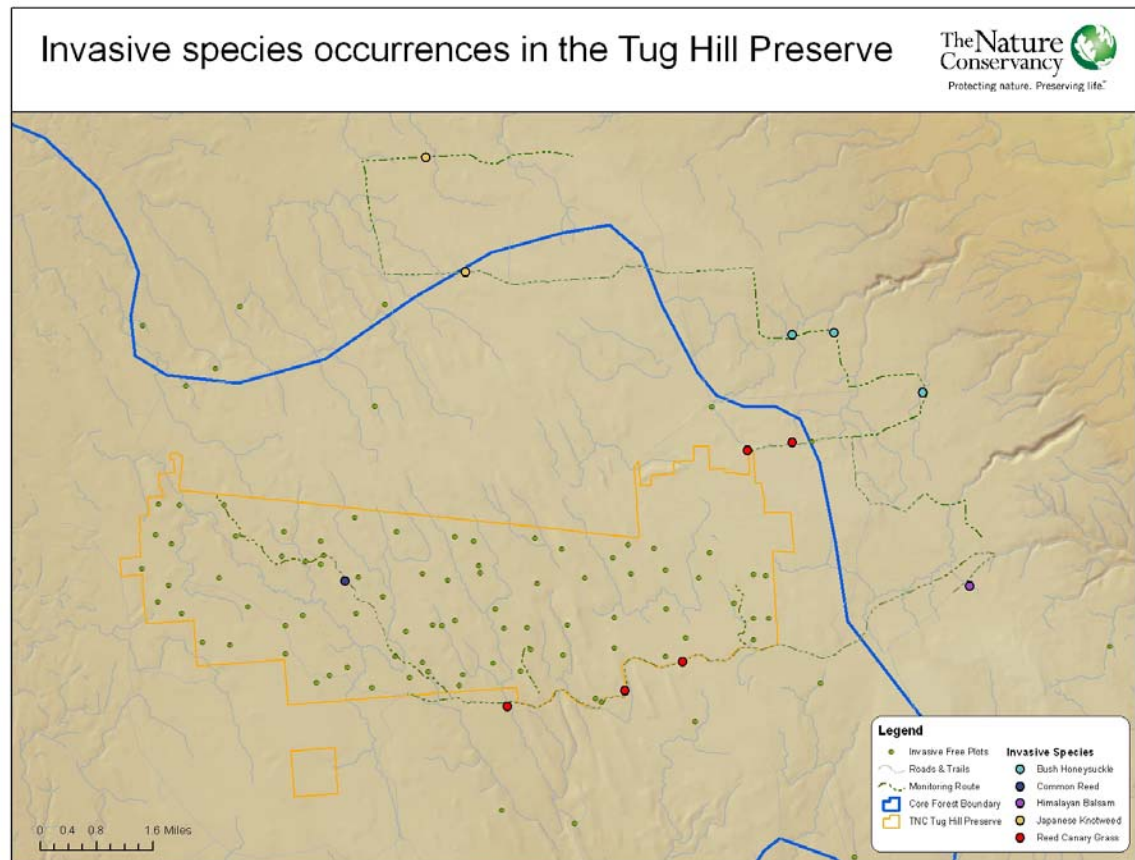 Invasive species occurrences in the Tug Hill Preserve
The Nature
Conservancy
Protecting nature. Preserving life.™
Legend
Invasive Free Plots
Roads & Trails
Monitoring Route
Core Forest Boundary
TNC Tug Hill Preserve
Invasive Species
Bush Honeysuckle
Common Reed
Himalayan Balsam
Japanese Knotweed
Reed Canary Grass
0 0.4 0.8 1.6 Miles